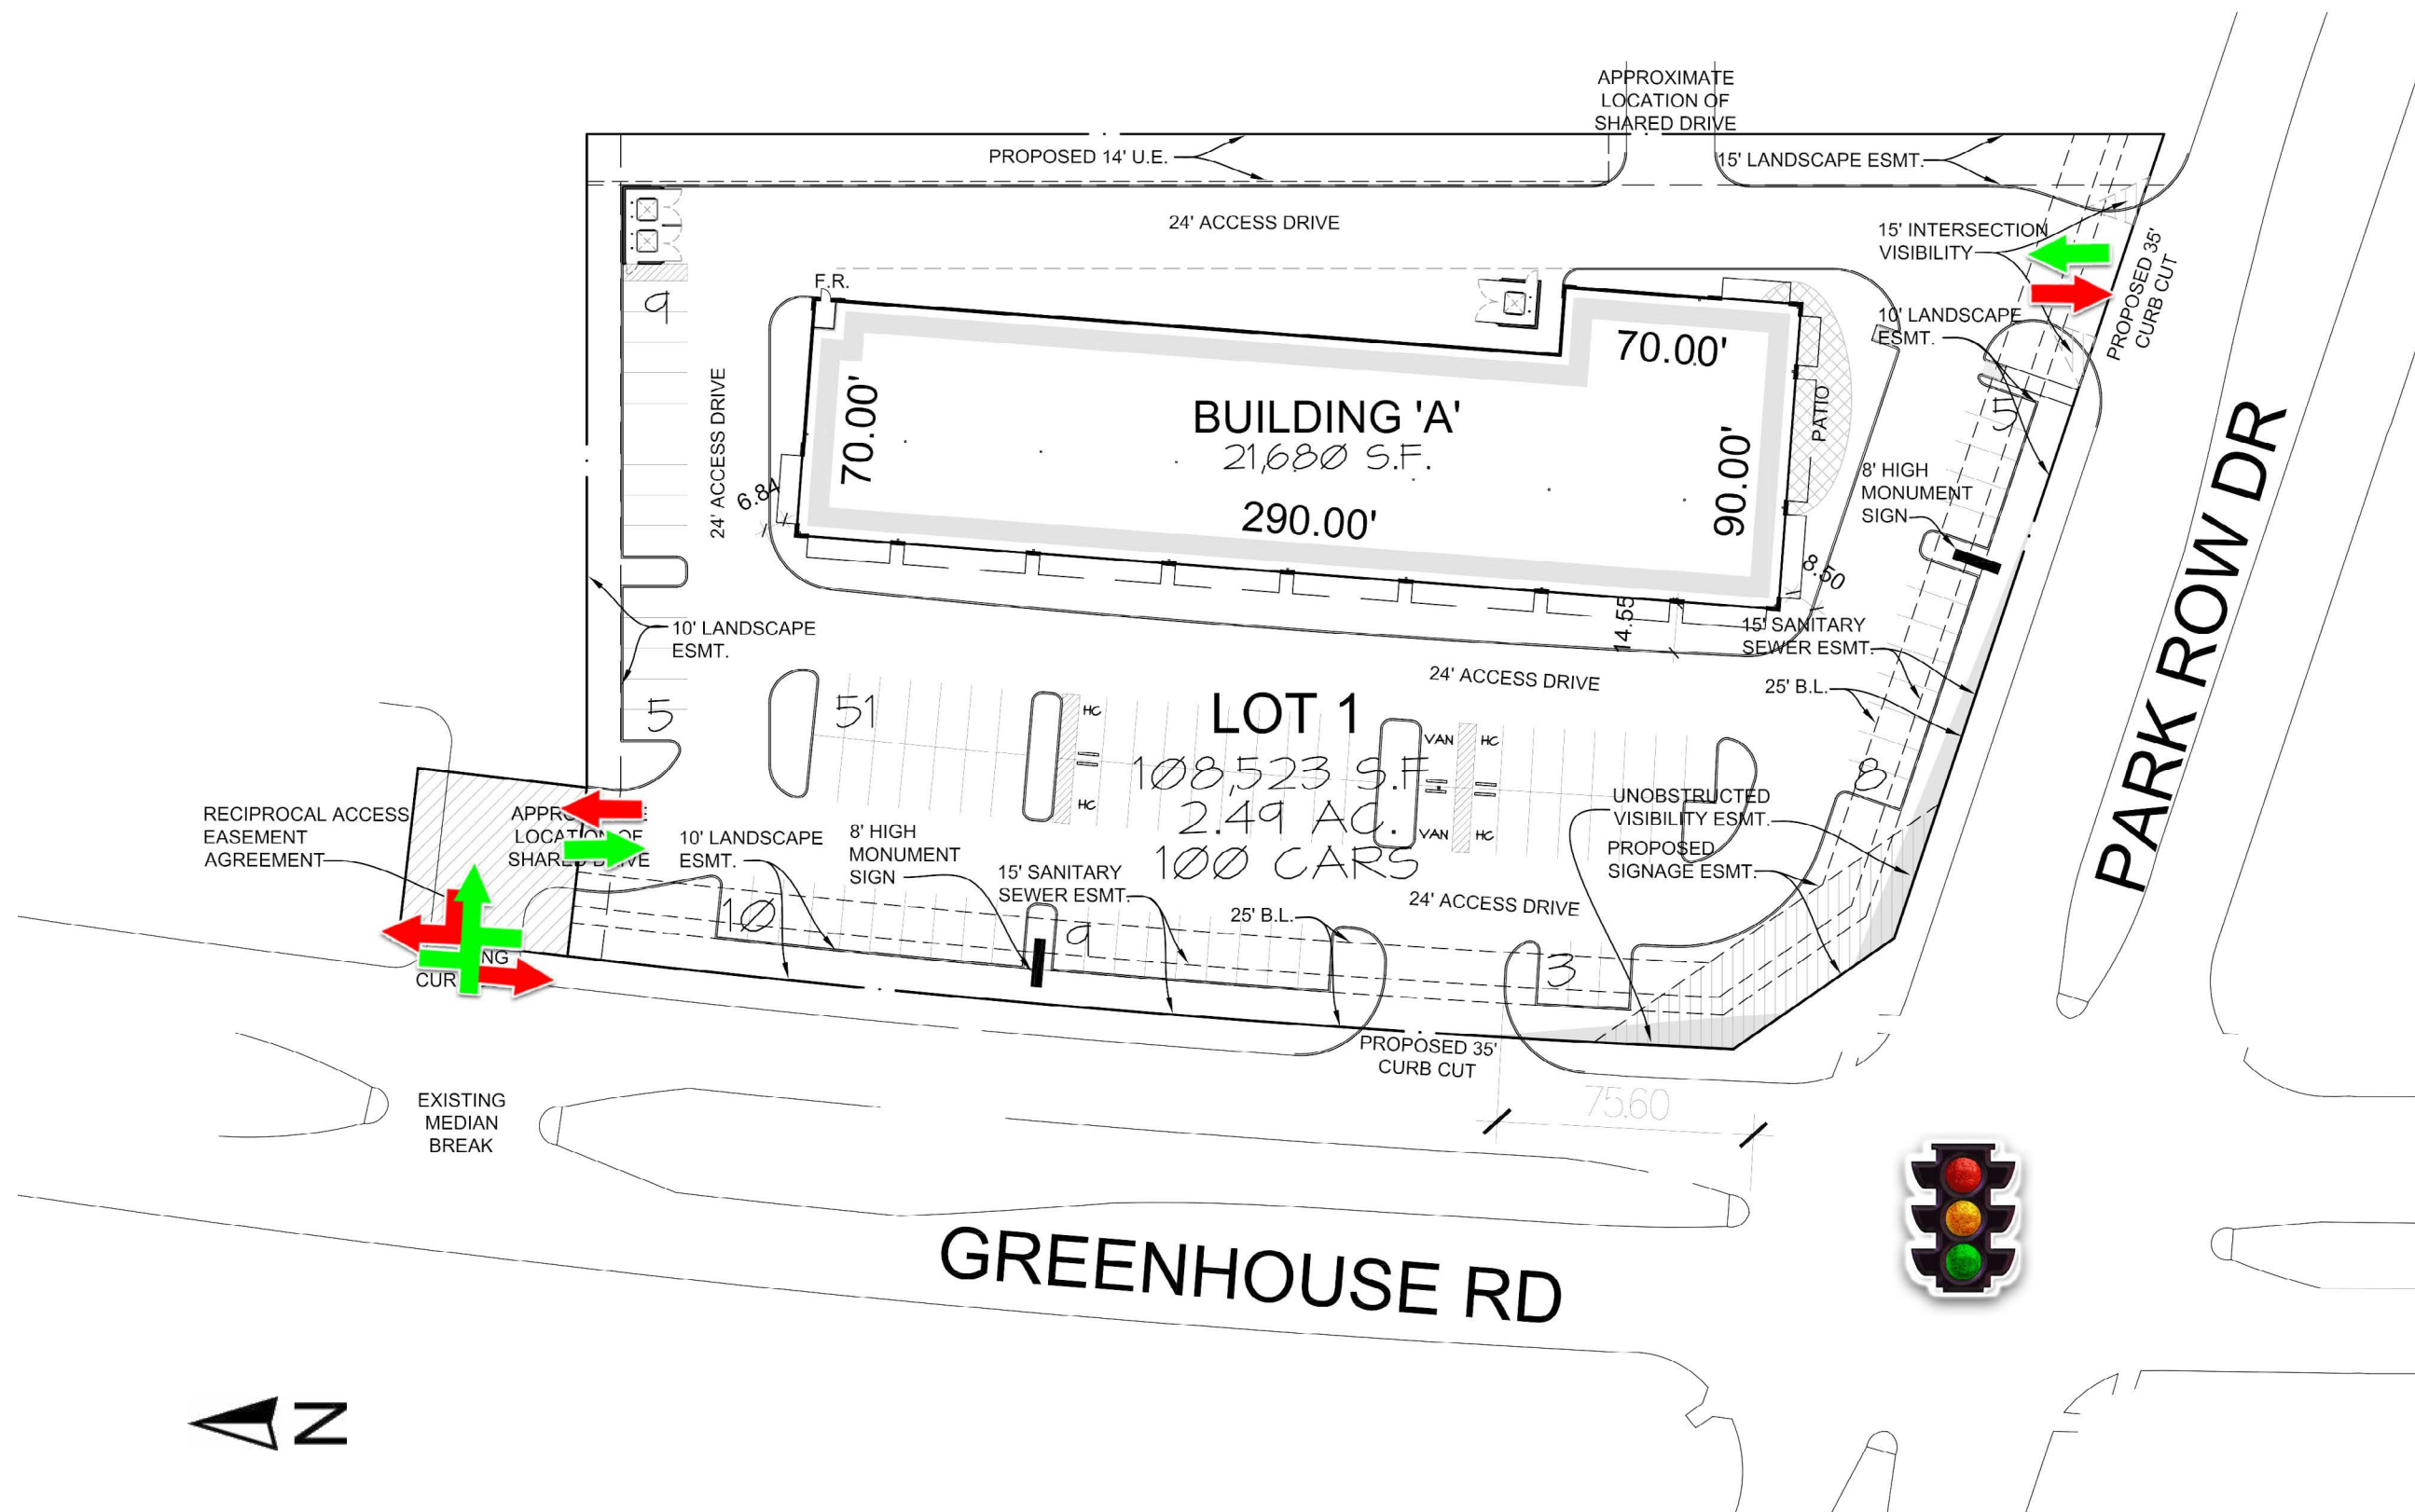 APPROXIMATE
LOCATION OF
SHARED DRIVE
PROPOSED 14' U.E.
15' LANDSCAPE ESMT.
24' ACCESS DRIVE
15' INTERSECTION
VISIBILITY
PROPOSED 35'
CURB CUT
F.R.
9
10' LANDSCAPE
ESMT.
70.00'
70.00'
24' ACCESS DRIVE
BUILDING 'A'
21,680 S.F.
PATIO
5
90.00'
8' HIGH
MONUMENT
SIGN
6.84
290.00'
8.50
14.55
PARK ROW DR
10' LANDSCAPE
ESMT.
15' SANITARY
SEWER ESMT.
24' ACCESS DRIVE
25' B.L.
5
51
HC
LOT 1
VAN
HC
108,523 S.F.
2.49 AC.
100 CARS
HC
VAN
HC
8
UNOBSTRUCTED
VISIBILITY ESMT.
PROPOSED
SIGNAGE ESMT.
RECIPROCAL ACCESS
EASEMENT
AGREEMENT
LOCATION OF
SHARED DRIVE
10' LANDSCAPE
ESMT.
8' HIGH
MONUMENT
SIGN
15' SANITARY
SEWER ESMT.
25' B.L.
24' ACCESS DRIVE
10
9
3
PROPOSED 35'
CURB CUT
75.60
EXISTING
MEDIAN
BREAK
GREENHOUSE RD
N